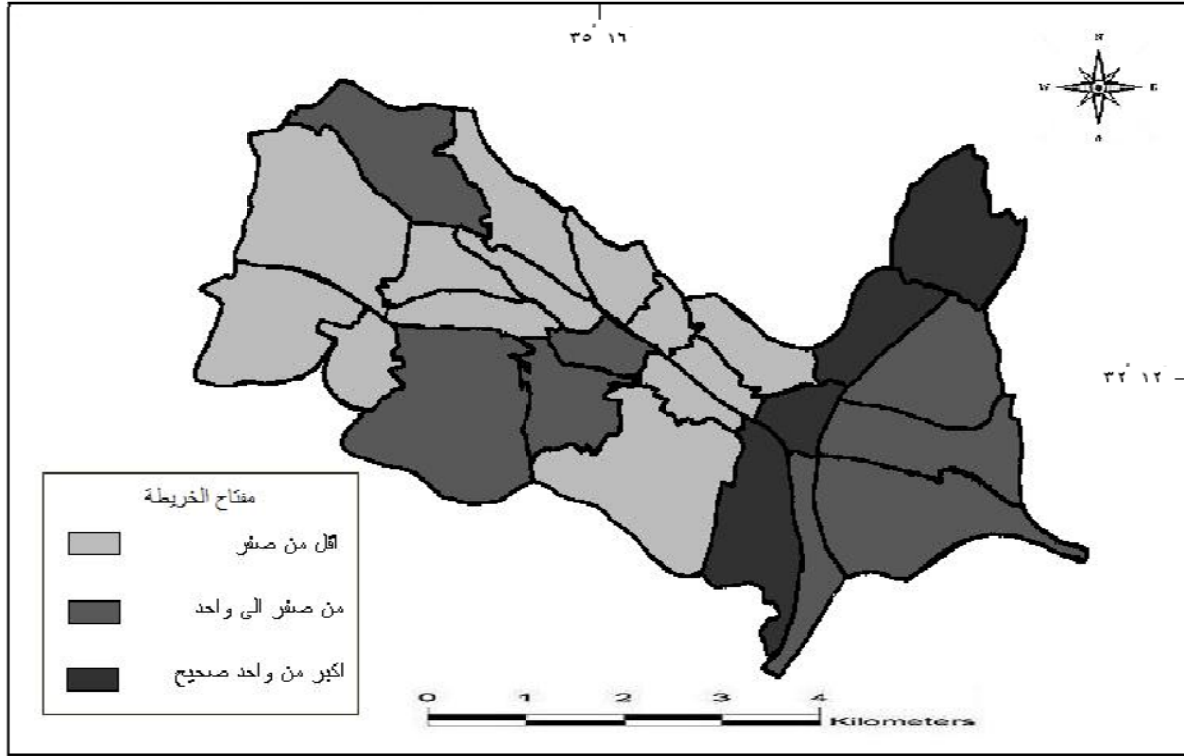 ٣٥° ١٦
N
W E
S
٣٢° ١٢
مفتاح الخريطة
اقل من صفر
من صفر الى واحد
اكبر من واحد صحيح
0 1 2 3 4
Kilometers